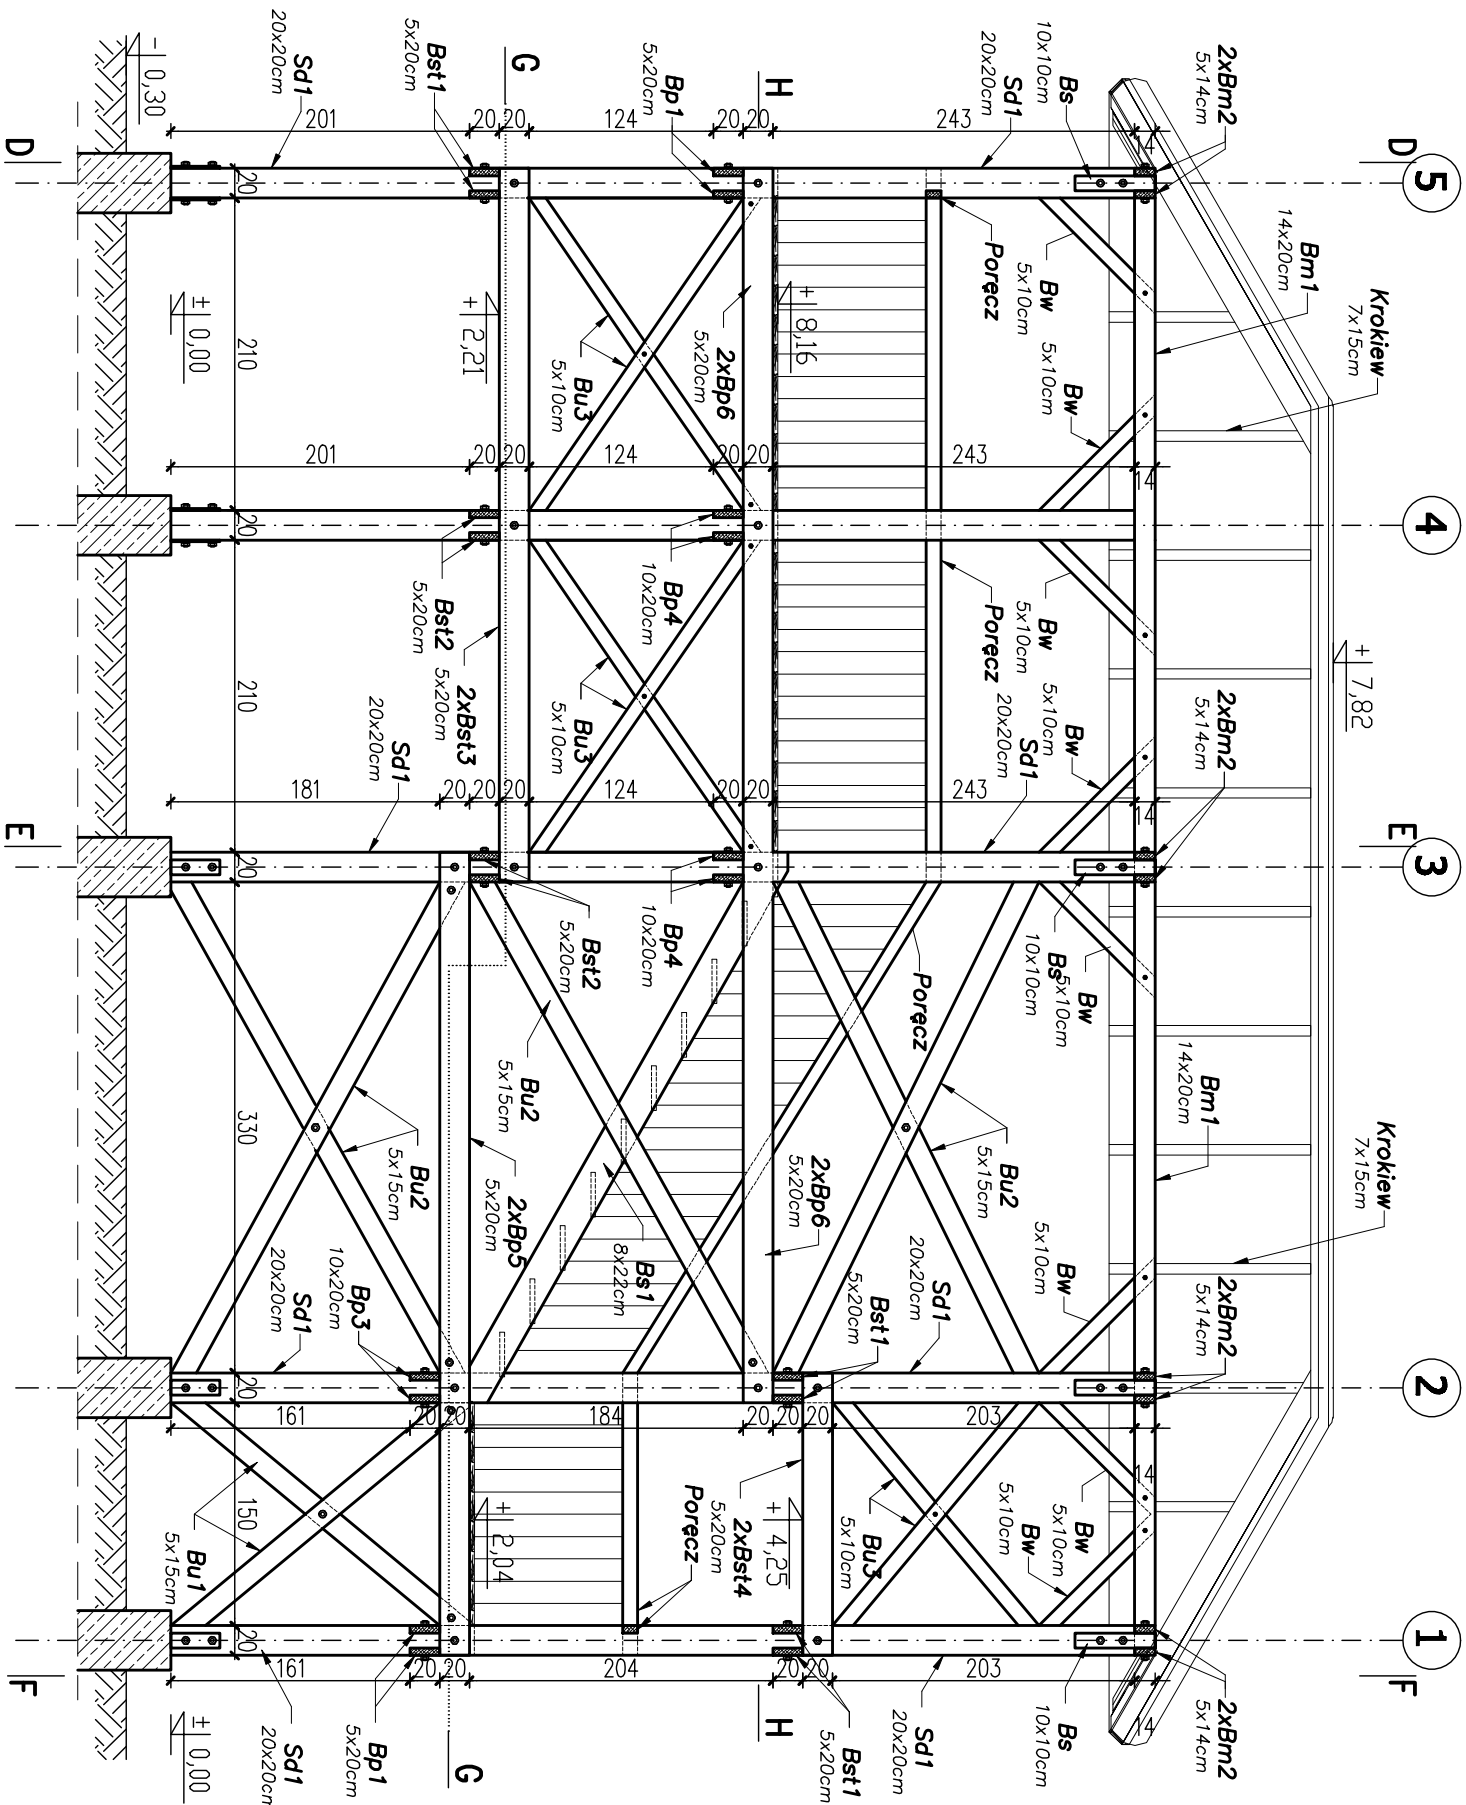 5
4
3
2
1
D
E
F
+ 7,82
Krokiew
7x15cm
Krokiew
7x15cm
Bm1
14x20cm
Bm1
14x20cm
2xBm2
5x14cm
2xBm2
5x14cm
2xBm2
5x14cm
2xBm2
5x14cm
Bs
10x10cm
Bs
10x10cm
Bs
10x10cm
Bw
5x10cm
Bw
5x10cm
Bw
5x10cm
Bw
5x10cm
Bw
5x10cm
Bw
5x10cm
Bw
5x10cm
Bw
5x10cm
14
14
14
14
14
243
243
243
203
203
Sd1
20x20cm
Sd1
20x20cm
Sd1
20x20cm
Sd1
20x20cm
Poręcz
Poręcz
Poręcz
Poręcz
Bu2
5x15cm
Bu3
5x10cm
+ 8,16
+ 4,25
H
H
2xBp6
5x20cm
2xBp6
5x20cm
Bst1
5x20cm
Bst1
5x20cm
2xBst4
5x20cm
20
20
20
20
20
20
20
20
20
20
20
Bp1
5x20cm
Bp4
10x20cm
Bp4
10x20cm
124
124
124
184
204
Bu3
5x10cm
Bu3
5x10cm
Bs1
8x22cm
Bu2
5x15cm
G
G
+ 2,21
+ 2,04
2xBst3
5x20cm
2xBp5
5x20cm
Bst1
5x20cm
Bst2
5x20cm
Bst2
5x20cm
20
20
20
20
20
20
20
20
20
20
20
Bu2
5x15cm
Bp3
10x20cm
Bp1
5x20cm
Sd1
20x20cm
Sd1
20x20cm
Sd1
20x20cm
Sd1
20x20cm
201
201
181
161
161
Bu1
5x15cm
20
210
20
210
20
330
20
150
20
± 0,00
± 0,00
- 0,30
D
E
F